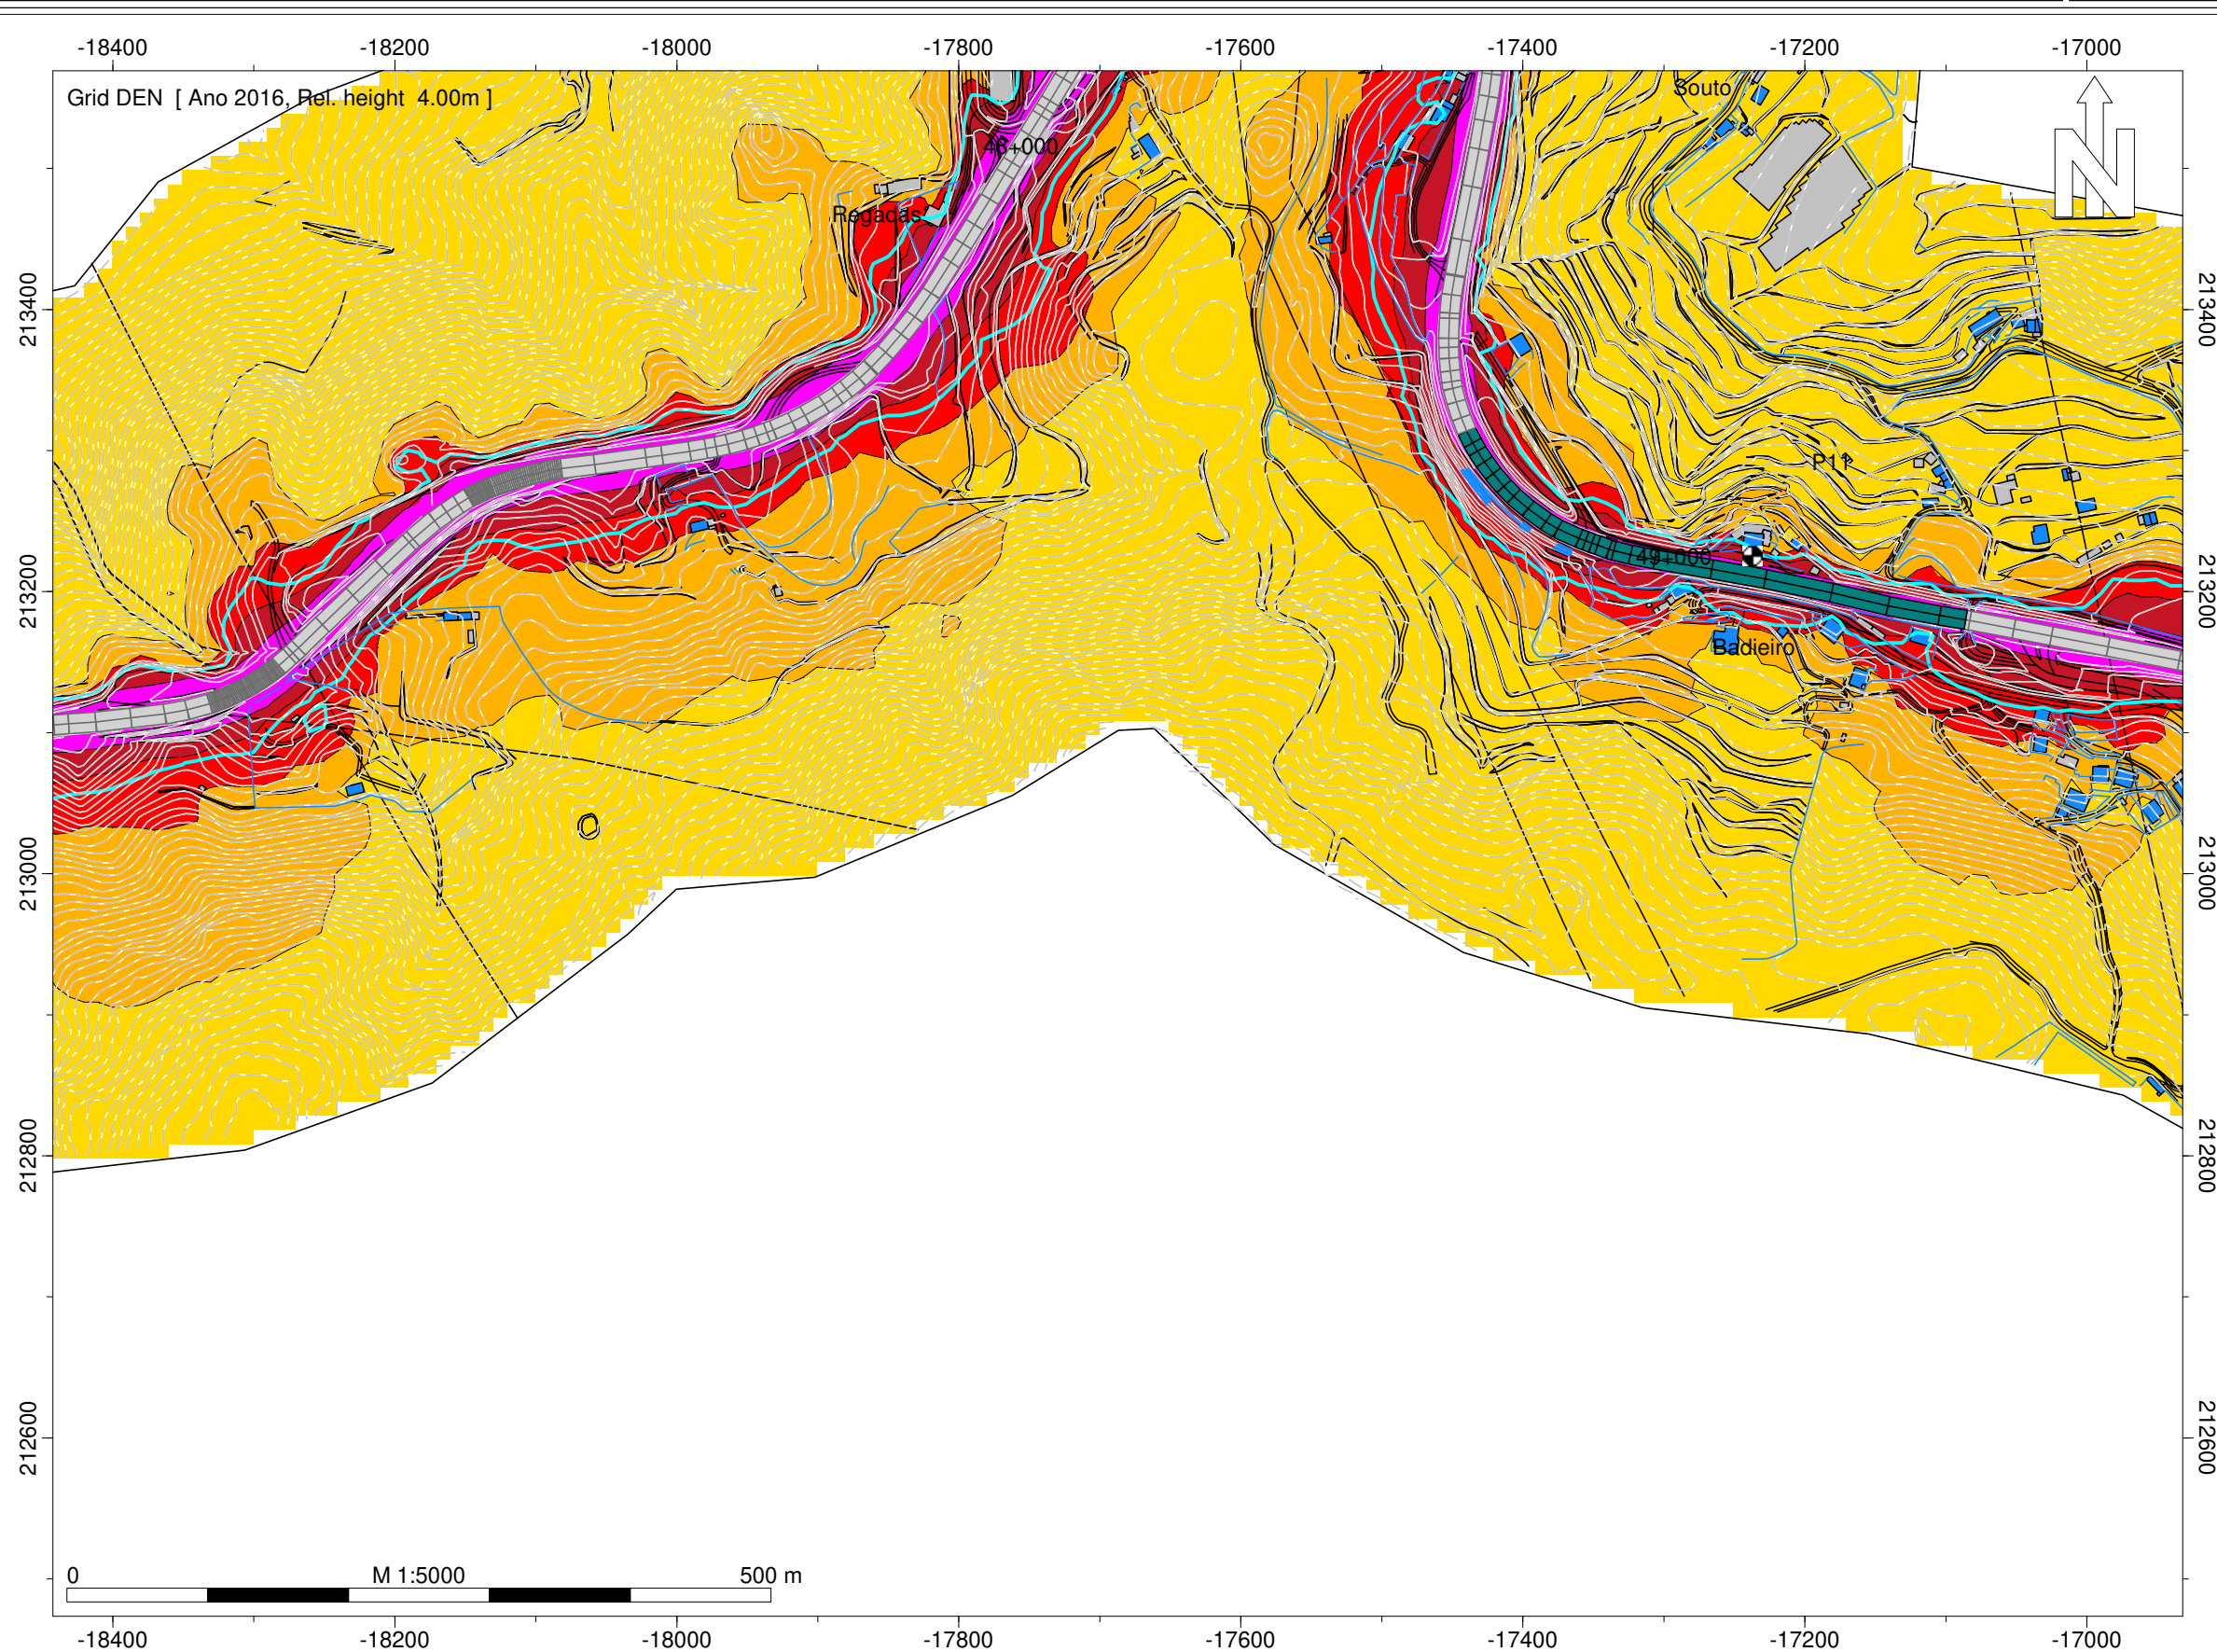 -18400 -18200 -18000 -17800 -17600 -17400 -17200 -17000
Grid DEN [ Ano 2016, Rel. height 4.00m ]
Souto
48+000
Regadas
N
213400 213400
P11
49+000
213200 213200
Badieiro
213000 213000
212800 212800
212600 212600
0 M 1:5000 500 m
-18400 -18200 -18000 -17800 -17600 -17400 -17200 -17000